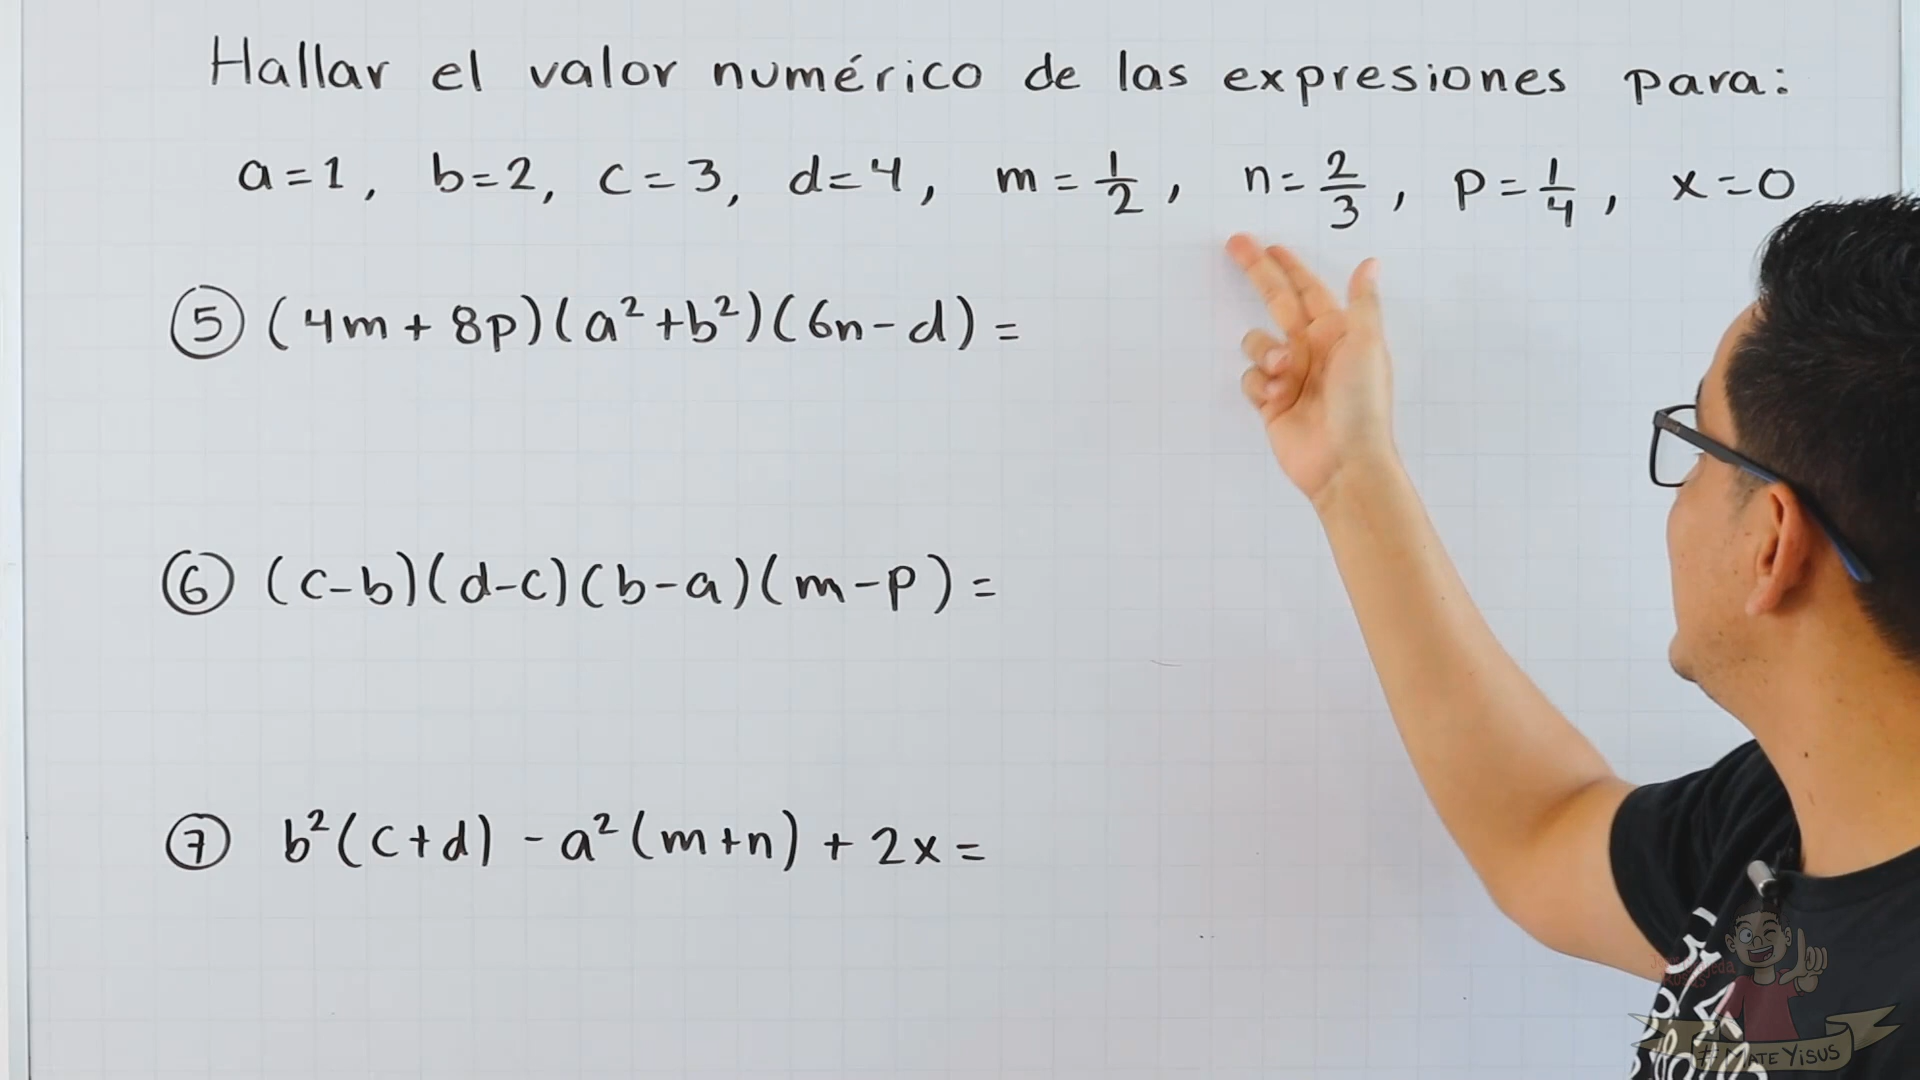 Hallar el valor numérico de las expresiones para:
a=1, b=2, c=3, d=4, m=1/2, n=2/3, p=1/4, x=0
⑤ (4m+8p)(a²+b²)(6n-d)=
⑥ (c-b)(d-c)(b-a)(m-p)=
⑦ b²(c+d)-a²(m+n)+2x=
#MateYisus